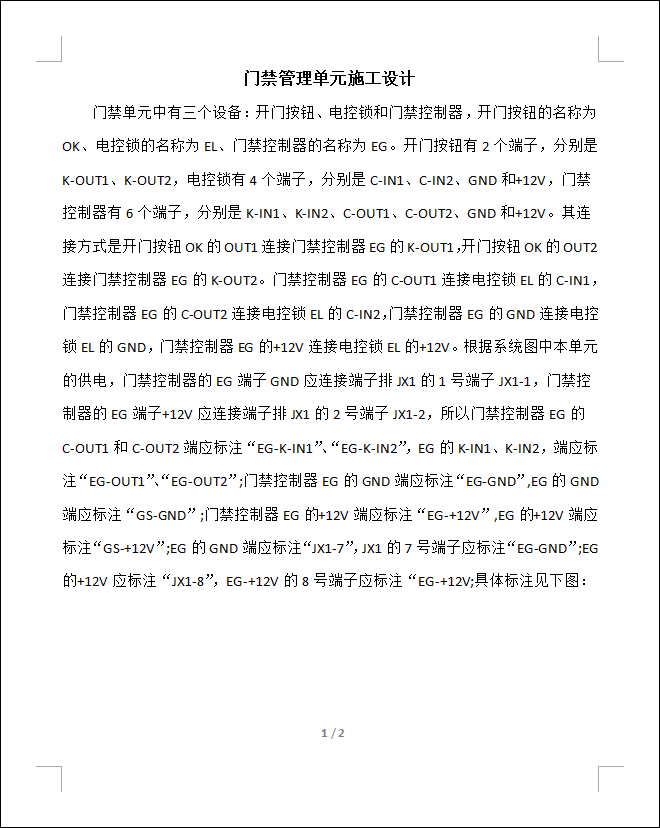 门禁管理单元施工设计
门禁单元中有三个设备：开门按钮、电控锁和门禁控制器，开门按钮的名称为
OK、电控锁的名称为 EL、门禁控制器的名称为 EG。开门按钮有 2 个端子，分别是
K-OUT1、K-OUT2，电控锁有 4 个端子，分别是 C-IN1、C-IN2、GND 和+12V，门禁
控制器有 6 个端子，分别是 K-IN1、K-IN2、C-OUT1、C-OUT2、GND 和+12V。其连
接方式是开门按钮 OK 的 OUT1 连接门禁控制器 EG 的 K-OUT1，开门按钮 OK 的 OUT2
连接门禁控制器 EG 的 K-OUT2。门禁控制器 EG 的 C-OUT1 连接电控锁 EL 的 C-IN1，
门禁控制器 EG 的 C-OUT2 连接电控锁 EL 的 C-IN2，门禁控制器 EG 的 GND 连接电控
锁 EL 的 GND，门禁控制器 EG 的+12V 连接电控锁 EL 的+12V。根据系统图中本单元
的供电，门禁控制器的 EG 端子 GND 应连接端子排 JX1 的 1 号端子 JX1-1，门禁控
制器的 EG 端子+12V 应连接端子排 JX1 的 2 号端子 JX1-2，所以门禁控制器 EG 的
C-OUT1 和 C-OUT2 端应标注“EG-K-IN1”、“EG-K-IN2”，EG 的 K-IN1、K-IN2，端应标
注“EG-OUT1”、“EG-OUT2”;门禁控制器 EG 的 GND 端应标注“EG-GND”,EG 的 GND
端应标注“GS-GND”;门禁控制器 EG 的+12V 端应标注“EG-+12V”,EG 的+12V 端应
标注“GS-+12V”;EG 的 GND 端应标注“JX1-7”，JX1 的 7 号端子应标注“EG-GND”;EG
的+12V 应标注“JX1-8”，EG-+12V 的 8 号端子应标注“EG-+12V;具体标注见下图：
1 / 2